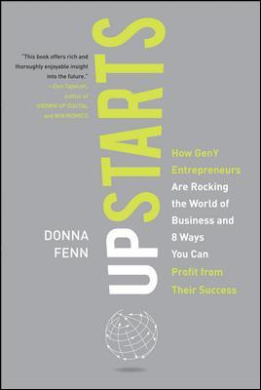 "This book offers rich and
thoroughly enjoyable insight
into the future."
—Don Tapscott,
author of
GROWN UP DIGITAL
and WIKINOMICS
UPSTARTS
How GenY
Entrepreneurs
Are Rocking
the World of
Business and
8 Ways
You Can
Profit from
Their Success
DONNA
FENN